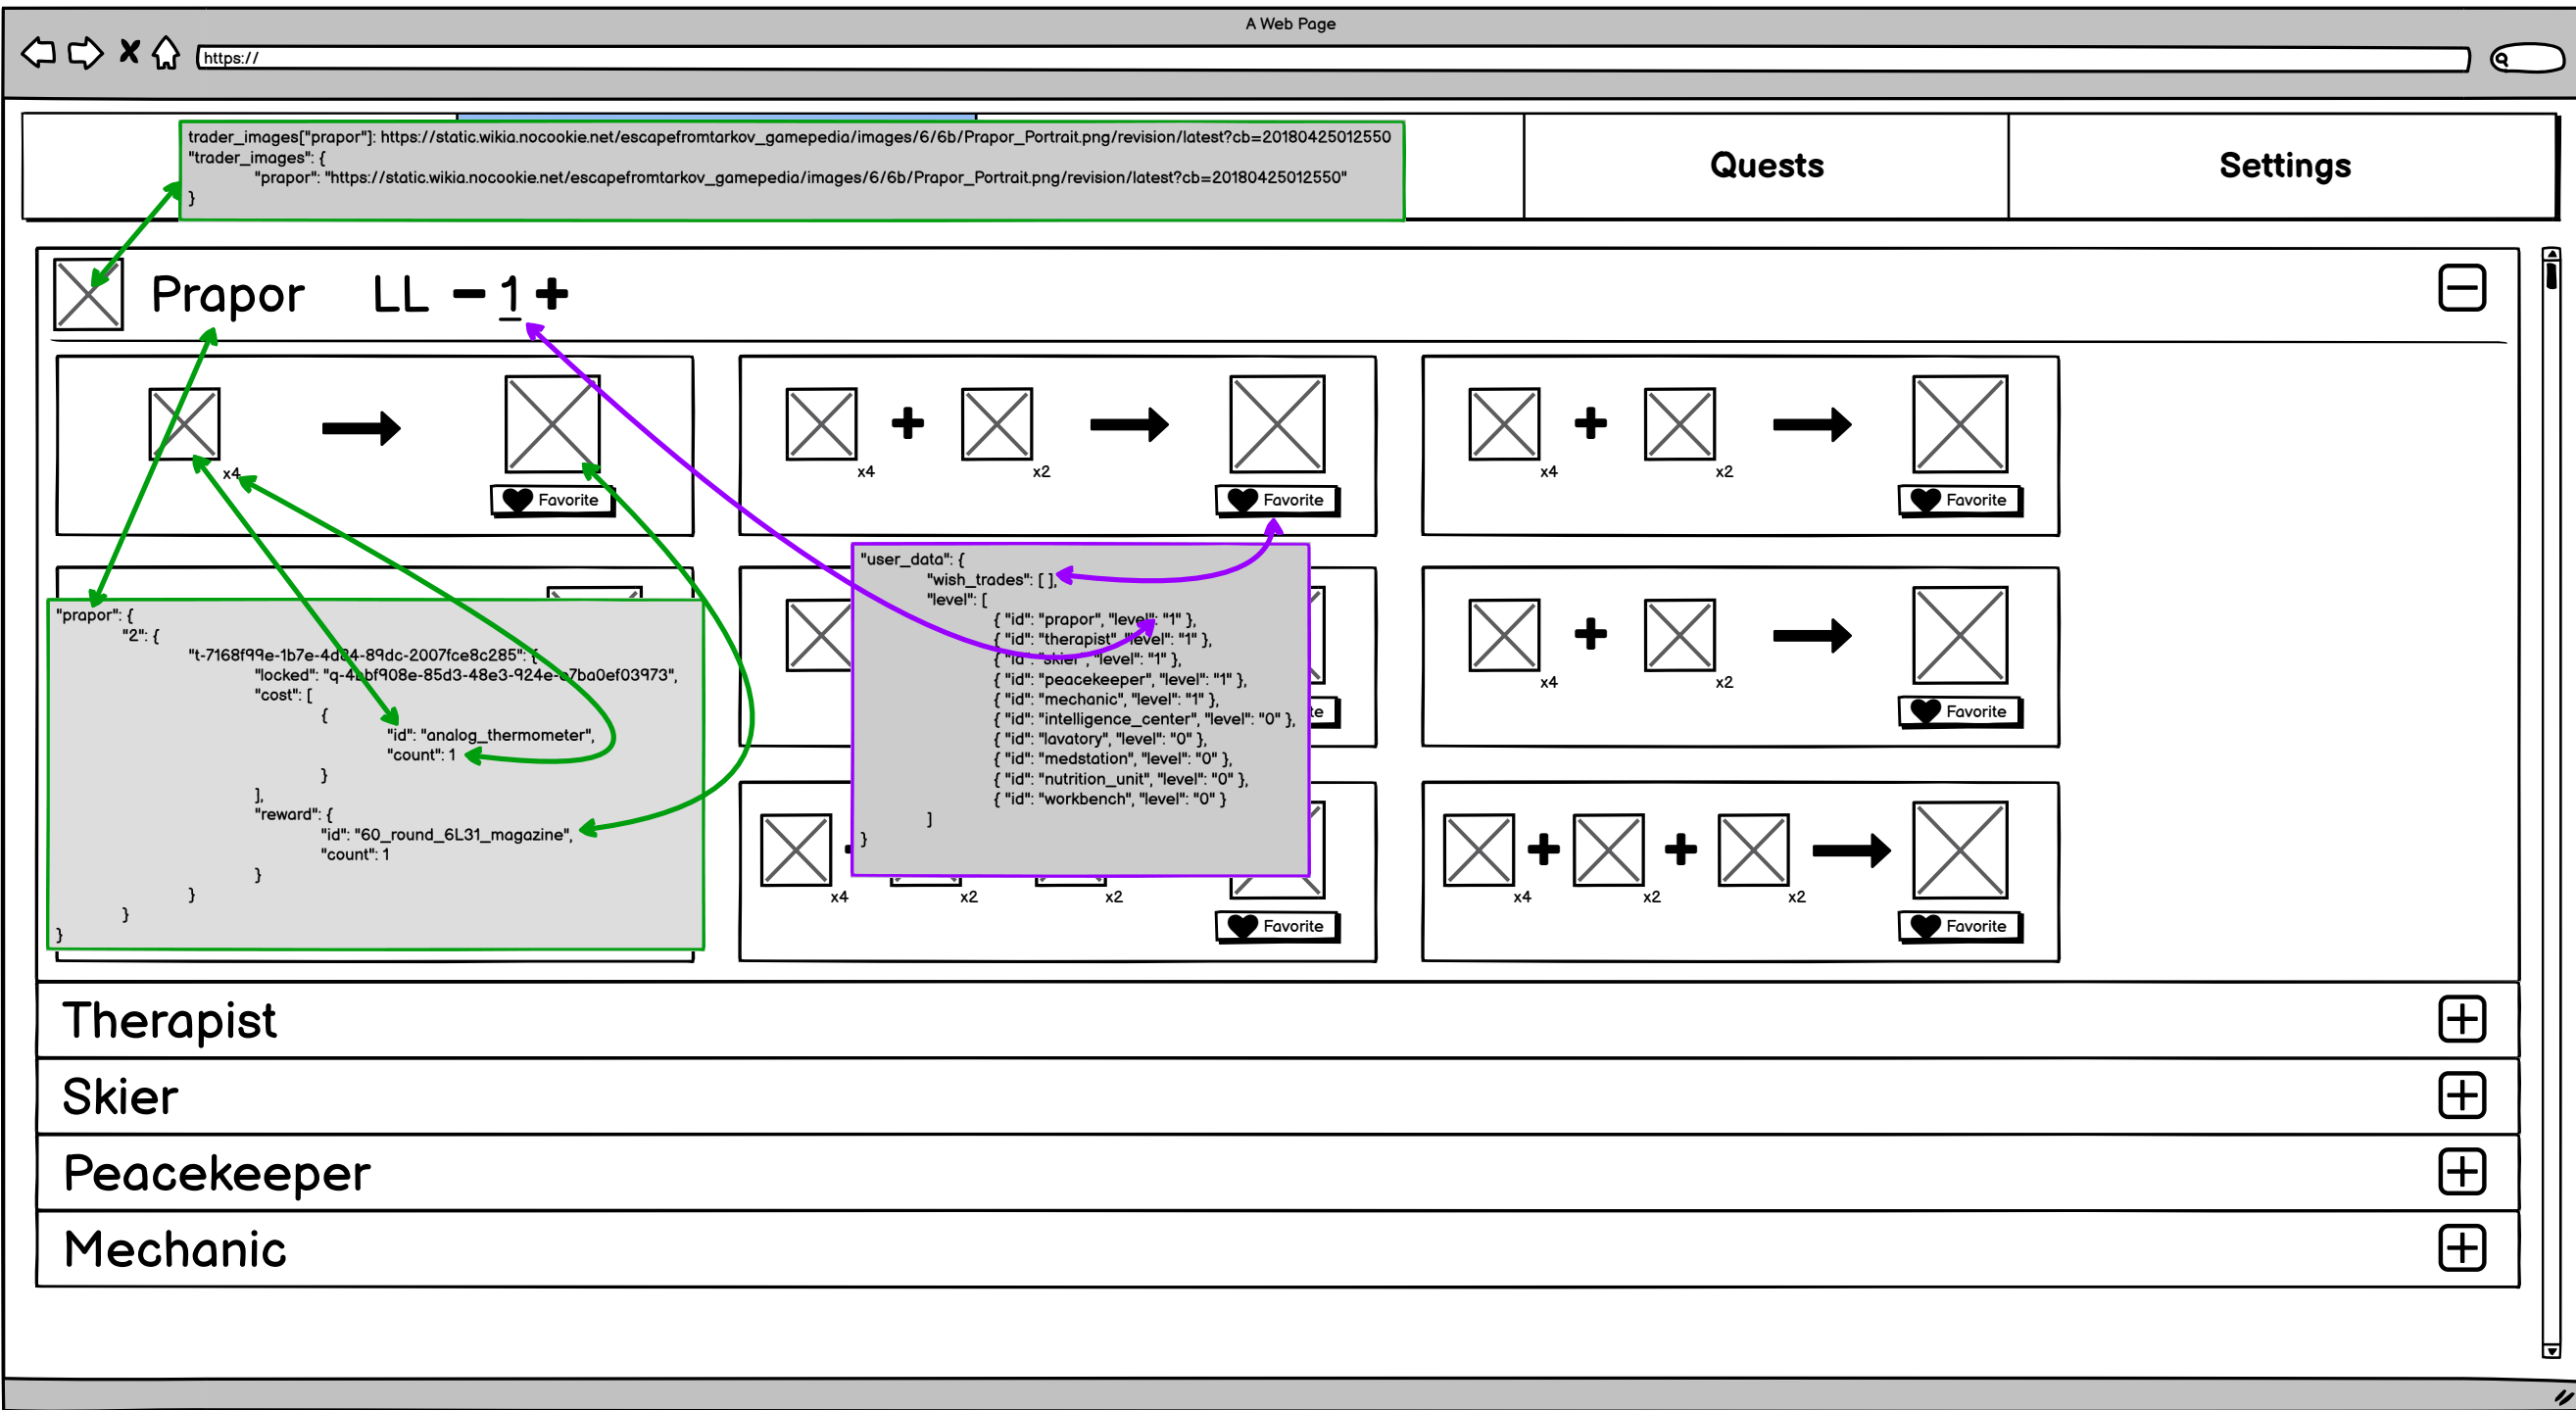 A Web Page
https://
trader_images["prapor"]: https://static.wikia.nocookie.net/escapefromtarkov_gamepedia/images/6/6b/Prapor_Portrait.png/revision/latest?cb=20180425012550
"trader_images": {
"prapor": "https://static.wikia.nocookie.net/escapefromtarkov_gamepedia/images/6/6b/Prapor_Portrait.png/revision/latest?cb=20180425012550"
}
Quests
Settings
Prapor LL - 1 +
x4
Favorite
x4 + x2
Favorite
x4 + x2
Favorite
"prapor": {
"2": {
"locked":
"cost": [
{
"id": "analog_thermometer",
"count": 1
}
],
"reward": {
"id": "60_round_6L31_magazine",
"count": 1
}
}
}
}
"user_data": {
"wish_trades": [ ],
"level": [
{ "id": "prapor", "level": "1" },
{ "id": "therapist", "level": "1" },
{ "id": "skier", "level": "1" },
{ "id": "peacekeeper", "level": "1" },
{ "id": "mechanic", "level": "1" },
{ "id": "intelligence_center", "level": "0" },
{ "id": "lavatory", "level": "0" },
{ "id": "medstation", "level": "0" },
{ "id": "nutrition_unit", "level": "0" },
{ "id": "workbench", "level": "0" }
]
}
x4 + x2
Favorite
x4 x2 x2
Favorite
x4 + x2 + x2
Favorite
Therapist
Skier
Peacekeeper
Mechanic